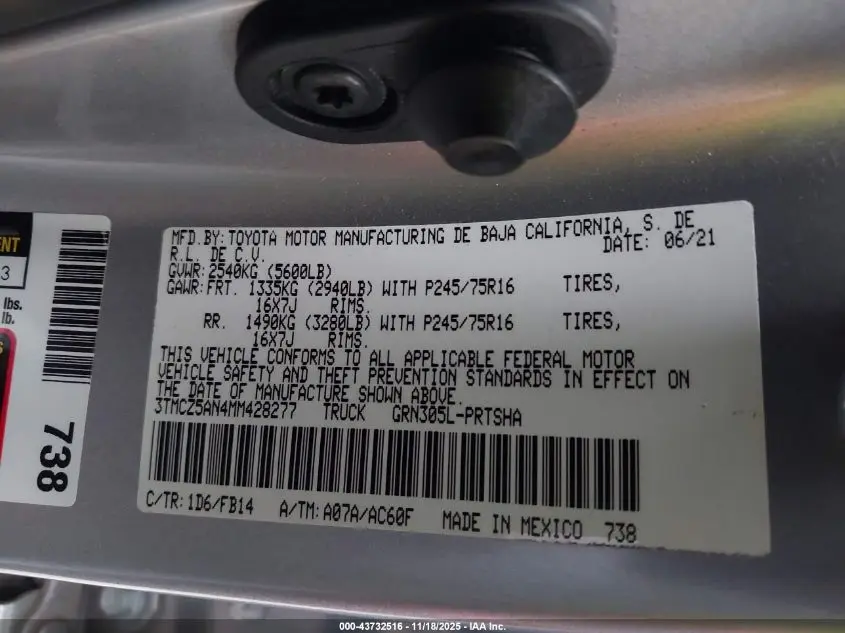 MFD.BY:TOYOTA MOTOR MANUFACTURING DE BAJA CALIFORNIA, S. DE
R.L. DE C.V.
DATE: 06/21
GVWR:2540KG (5600LB)
GAWR:FRT. 1335KG (2940LB) WITH P245/75R16 TIRES,
16X7J RIMS.
RR. 1490KG (3280LB) WITH P245/75R16 TIRES,
16X7J RIMS.
THIS VEHICLE CONFORMS TO ALL APPLICABLE FEDERAL MOTOR
VEHICLE SAFETY AND THEFT PREVENTION STANDARDS IN EFFECT ON
THE DATE OF MANUFACTURE SHOWN ABOVE.
3TMCZ5AN4MM428277 TRUCK GRN305L-PRTSHA
C/TR:1D6/FB14 A/TM:A07A/AC60F MADE IN MEXICO 738
3
lbs.
lb.
738
000-43732516 - 11/18/2025 - IAA Inc.